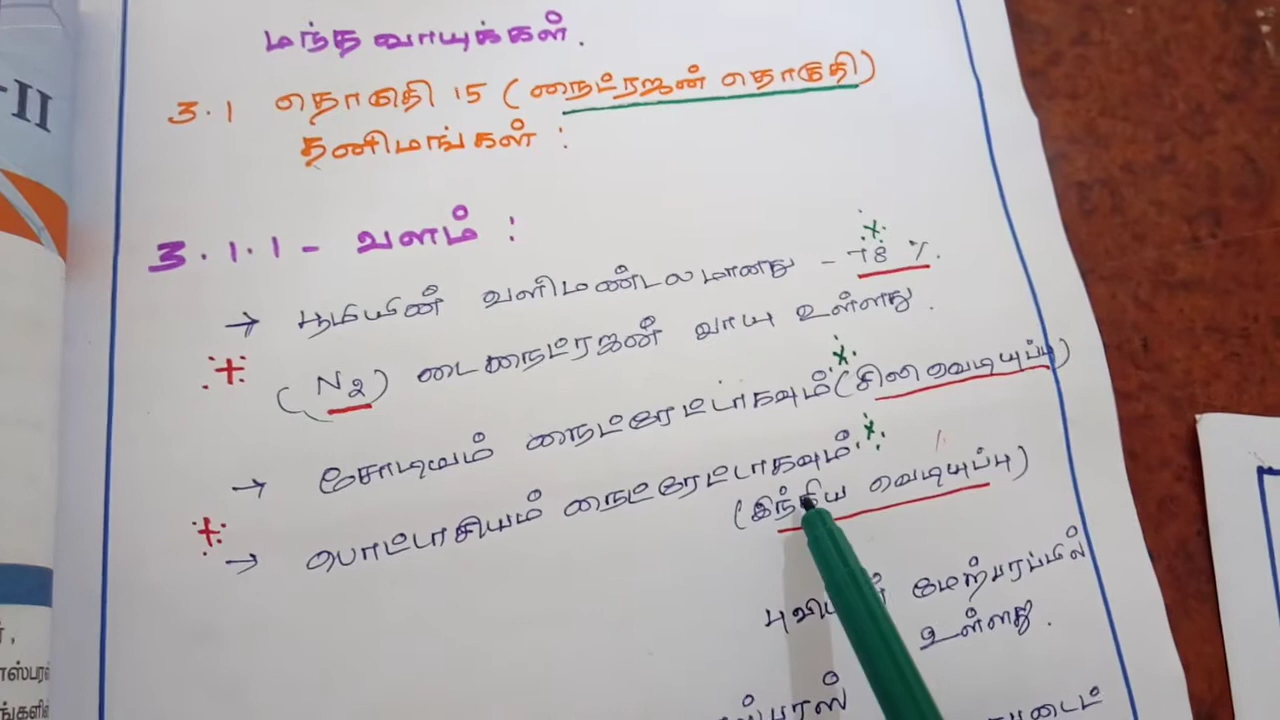 மந்த வாயுக்கள்.
3.1 தொகுதி 15 (நைட்ரஜன் தொகுதி)
தனிமங்கள் :
3.1.1 - வளம் :
→ பூமியின் வளிமண்டலமானது - 78 %.
(N2) டைநைட்ரஜன் வாயு உள்ளது.
→ சோடியம் நைட்ரேட்டாகவும் (சிலி வெடியுப்பு)
→ பொட்டாசியம் நைட்ரேட்டாகவும்
(இந்திய வெடியுப்பு)
மேற்பரப்பில்
உள்ளது.
-II